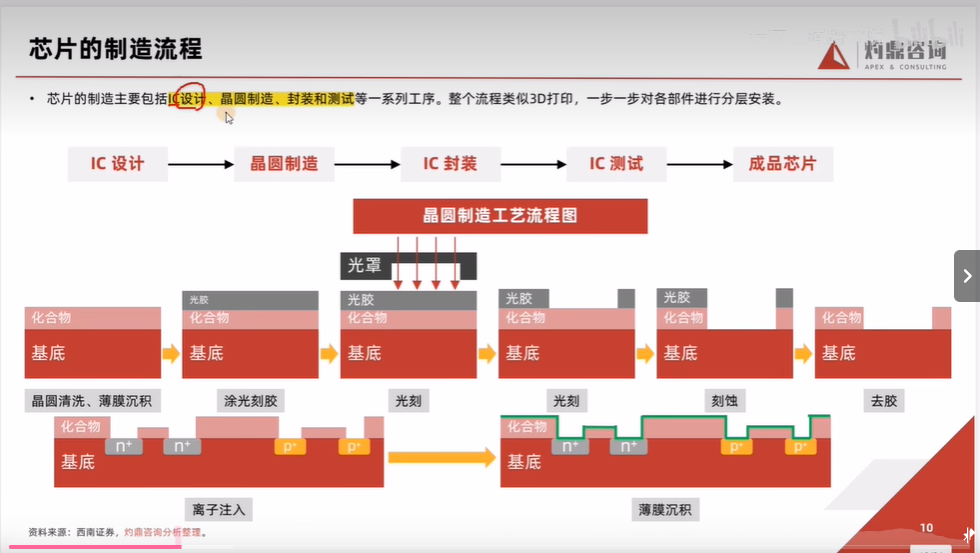 芯片的制造流程
灼鼎咨询
APEX & CONSULTING
• 芯片的制造主要包括IC设计、晶圆制造、封装和测试等一系列工序。整个流程类似3D打印，一步一步对各部件进行分层安装。
IC 设计 晶圆制造 IC 封装 IC 测试 成品芯片
晶圆制造工艺流程图
光罩
光胶 光胶 光胶 光胶
化合物 化合物 化合物 化合物 化合物 化合物
基底 基底 基底 基底 基底 基底
晶圆清洗、薄膜沉积 涂光刻胶 光刻 光刻 刻蚀 去胶
化合物 化合物
n+ n+ p+ p+ n+ n+ p+ p+
基底 基底
离子注入 薄膜沉积
资料来源：西南证券，灼鼎咨询分析整理。
10